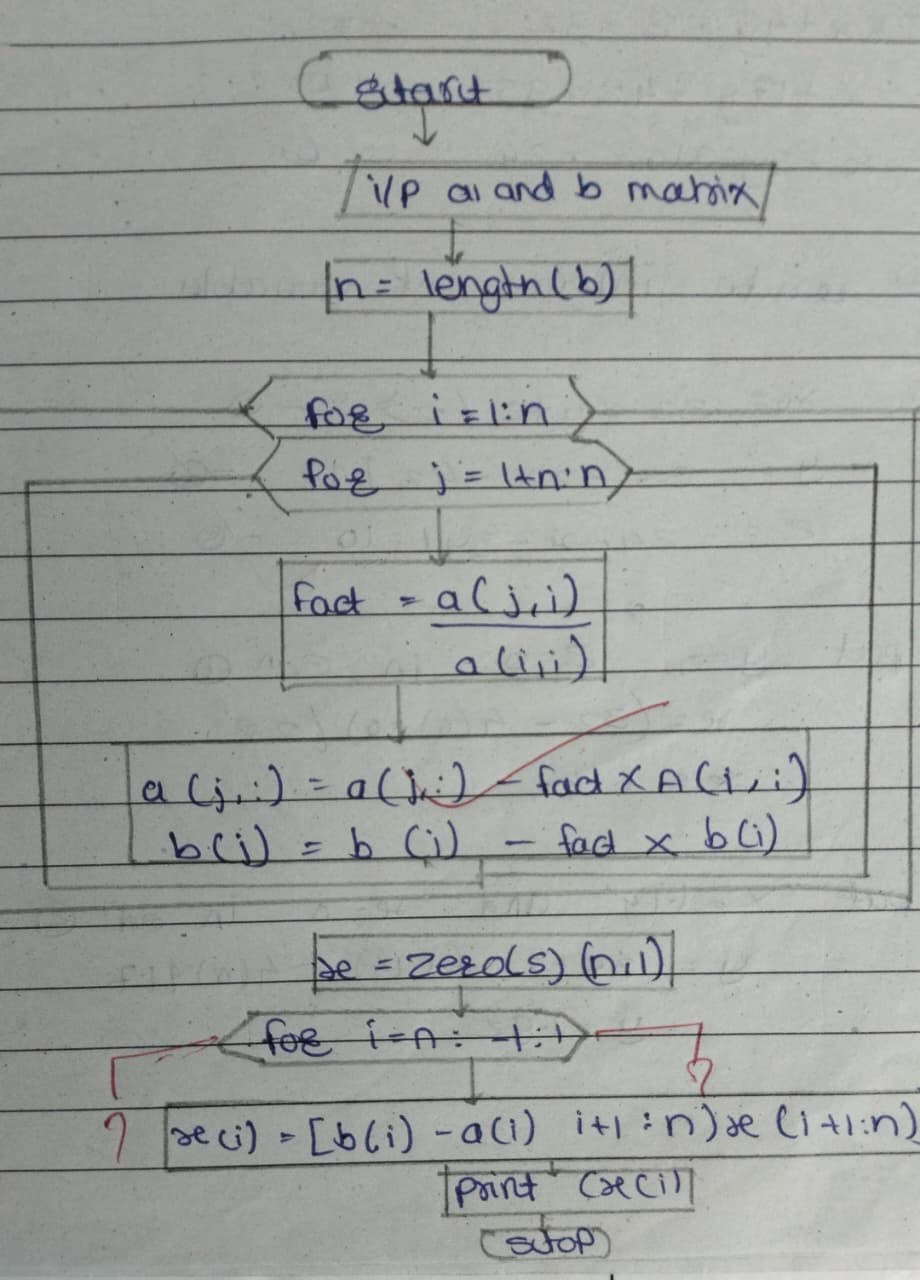 start
i/p a and b matrix
n = length(b)
for i = 1:n
for j = 1+n:n
fact = a(j,i)
a(i,i)
a(j,:) = a(j,:) - fact x A(i,i)
b(j) = b(i) - fact x b(i)
x = zero(s) (n,1)
for i=n: -1:1
? ?
x(i) = [b(i) - a(i) i+1:n) x (i+1:n)
print (x(i))
stop